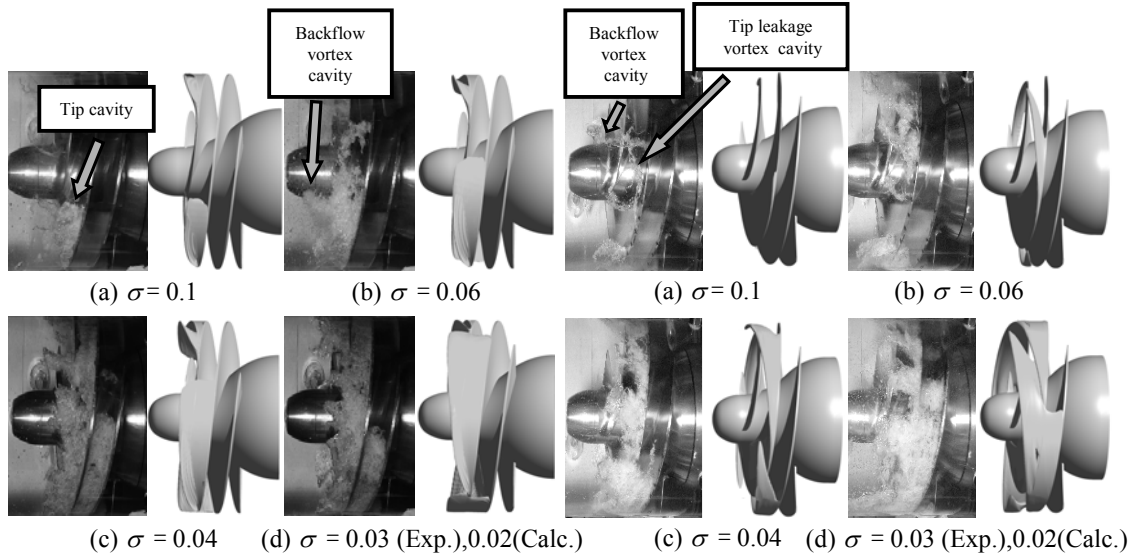 Backflow
vortex
cavity
Tip cavity
Backflow
vortex
cavity
Tip leakage
vortex cavity
(a) σ = 0.1
(b) σ = 0.06
(a) σ = 0.1
(b) σ = 0.06
(c) σ = 0.04
(d) σ = 0.03 (Exp.),0.02(Calc.)
(c) σ = 0.04
(d) σ = 0.03 (Exp.),0.02(Calc.)